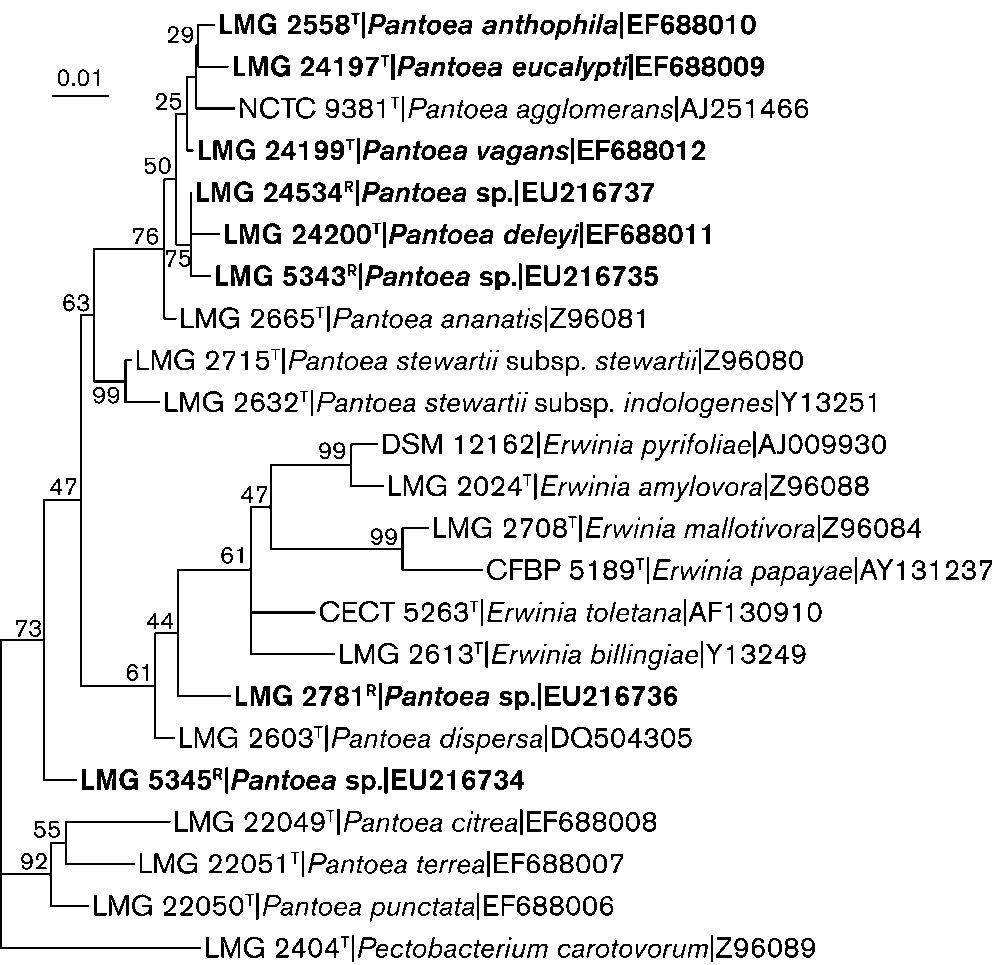 29
LMG 2558ᵀ|Pantoea anthophila|EF688010
0.01
LMG 24197ᵀ|Pantoea eucalypti|EF688009
25
NCTC 9381ᵀ|Pantoea agglomerans|AJ251466
LMG 24199ᵀ|Pantoea vagans|EF688012
50
LMG 24534ᴿ|Pantoea sp.|EU216737
76
LMG 24200ᵀ|Pantoea deleyi|EF688011
75
LMG 5343ᴿ|Pantoea sp.|EU216735
63
LMG 2665ᵀ|Pantoea ananatis|Z96081
LMG 2715ᵀ|Pantoea stewartii subsp. stewartii|Z96080
99
LMG 2632ᵀ|Pantoea stewartii subsp. indologenes|Y13251
99
DSM 12162|Erwinia pyrifoliae|AJ009930
47
47
LMG 2024ᵀ|Erwinia amylovora|Z96088
99
LMG 2708ᵀ|Erwinia mallotivora|Z96084
61
CFBP 5189ᵀ|Erwinia papayae|AY131237
44
CECT 5263ᵀ|Erwinia toletana|AF130910
73
LMG 2613ᵀ|Erwinia billingiae|Y13249
61
LMG 2781ᴿ|Pantoea sp.|EU216736
LMG 2603ᵀ|Pantoea dispersa|DQ504305
LMG 5345ᴿ|Pantoea sp.|EU216734
55
LMG 22049ᵀ|Pantoea citrea|EF688008
92
LMG 22051ᵀ|Pantoea terrea|EF688007
LMG 22050ᵀ|Pantoea punctata|EF688006
LMG 2404ᵀ|Pectobacterium carotovorum|Z96089